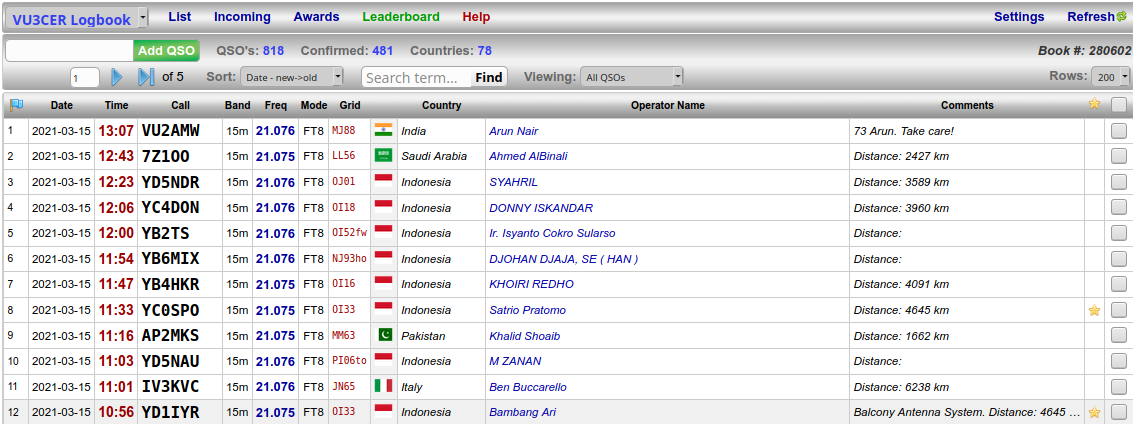 VU3CER Logbook List Incoming Awards Leaderboard Help Settings Refresh
Add QSO QSO's: 818 Confirmed: 481 Countries: 78 Book #: 280602
1 of 5 Sort: Date - new->old Search term... Find Viewing: All QSOs Rows: 200
Date Time Call Band Freq Mode Grid Country Operator Name Comments
1 2021-03-15 13:07 VU2AMW 15m 21.076 FT8 MJ88 India Arun Nair 73 Arun. Take care!
2 2021-03-15 12:43 7Z1OO 15m 21.075 FT8 LL56 Saudi Arabia Ahmed AlBinali Distance: 2427 km
3 2021-03-15 12:23 YD5NDR 15m 21.076 FT8 OJ01 Indonesia SYAHRIL Distance: 3589 km
4 2021-03-15 12:06 YC4DON 15m 21.076 FT8 OI18 Indonesia DONNY ISKANDAR Distance: 3960 km
5 2021-03-15 12:00 YB2TS 15m 21.076 FT8 OI52fw Indonesia Ir. Isyanto Cokro Sularso Distance:
6 2021-03-15 11:54 YB6MIX 15m 21.076 FT8 NJ93ho Indonesia DJOHAN DJAJA, SE ( HAN ) Distance:
7 2021-03-15 11:47 YB4HKR 15m 21.075 FT8 OI16 Indonesia KHOIRI REDHO Distance: 4091 km
8 2021-03-15 11:33 YC0SPO 15m 21.075 FT8 OI33 Indonesia Satrio Pratomo Distance: 4645 km
9 2021-03-15 11:16 AP2MKS 15m 21.075 FT8 MM63 Pakistan Khalid Shoaib Distance: 1662 km
10 2021-03-15 11:03 YD5NAU 15m 21.076 FT8 PI06to Indonesia M ZANAN Distance:
11 2021-03-15 11:01 IV3KVC 15m 21.076 FT8 JN65 Italy Ben Buccarello Distance: 6238 km
12 2021-03-15 10:56 YD1IYR 15m 21.075 FT8 OI33 Indonesia Bambang Ari Balcony Antenna System. Distance: 4645 ...